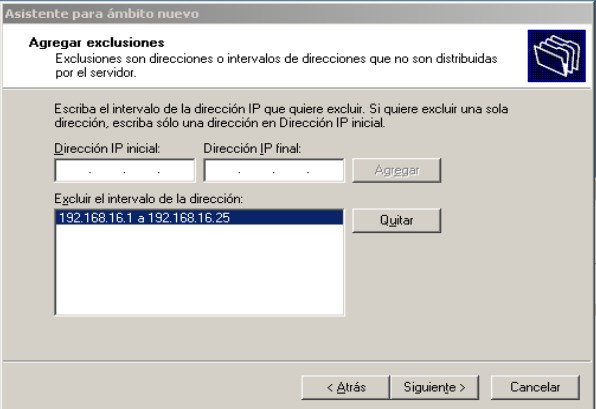 Asistente para ámbito nuevo
Agregar exclusiones
Exclusiones son direcciones o intervalos de direcciones que no son distribuidas
por el servidor.
Escriba el intervalo de la dirección IP que quiere excluir. Si quiere excluir una sola
dirección, escriba sólo una dirección en Dirección IP inicial.
Dirección IP inicial: Dirección IP final:
Agregar
Excluir el intervalo de la dirección:
192.168.16.1 a 192.168.16.25
Quitar
< Atrás Siguiente > Cancelar